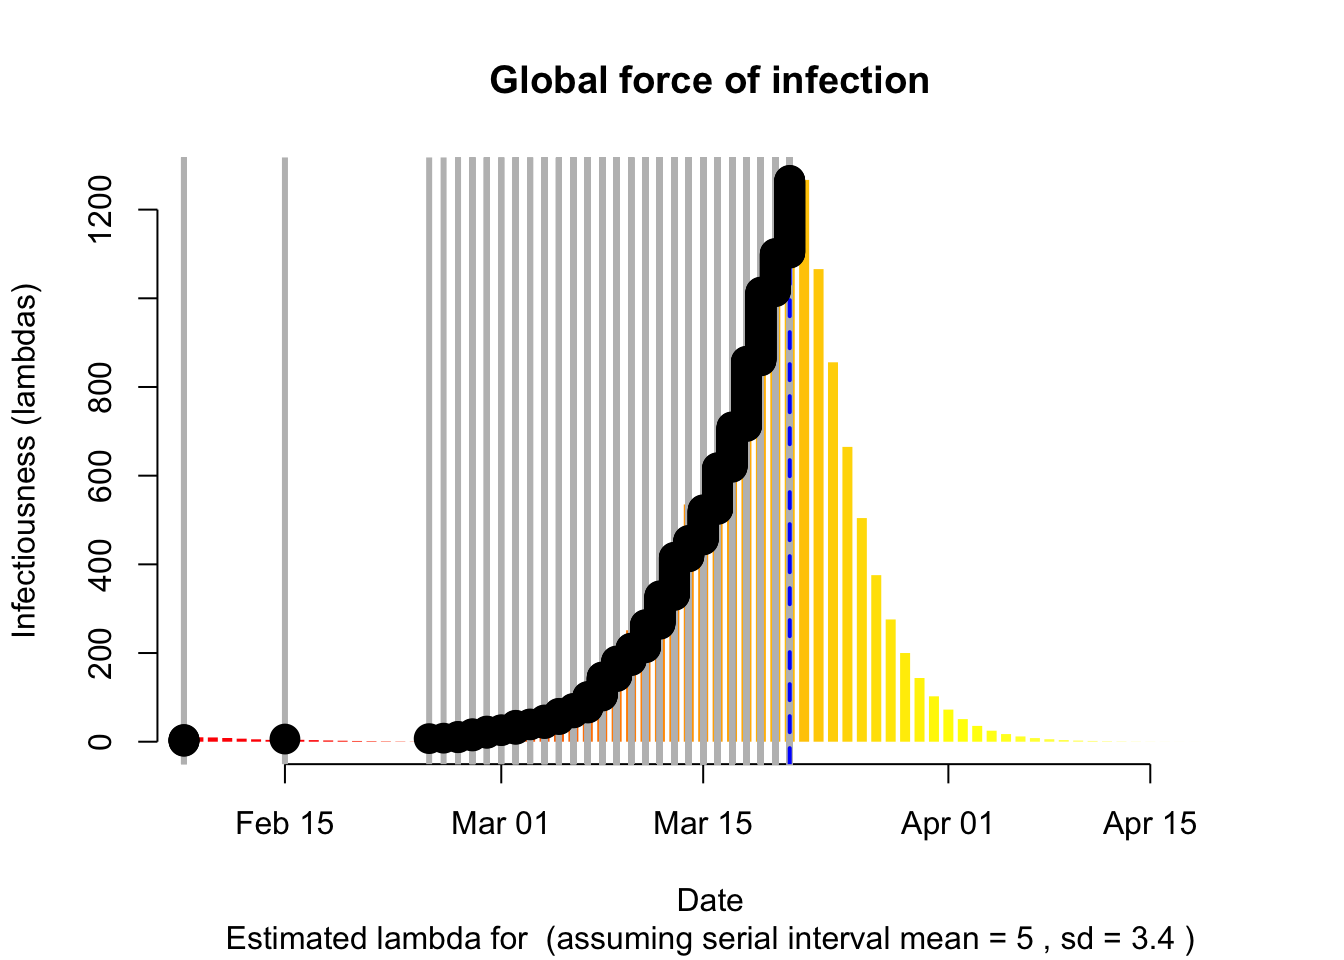 Global force of infection
Infectiousness (lambdas)
1200
800
600
400
200
0
Feb 15 Mar 01 Mar 15 Apr 01 Apr 15
Date
Estimated lambda for  (assuming serial interval mean = 5 , sd = 3.4 )